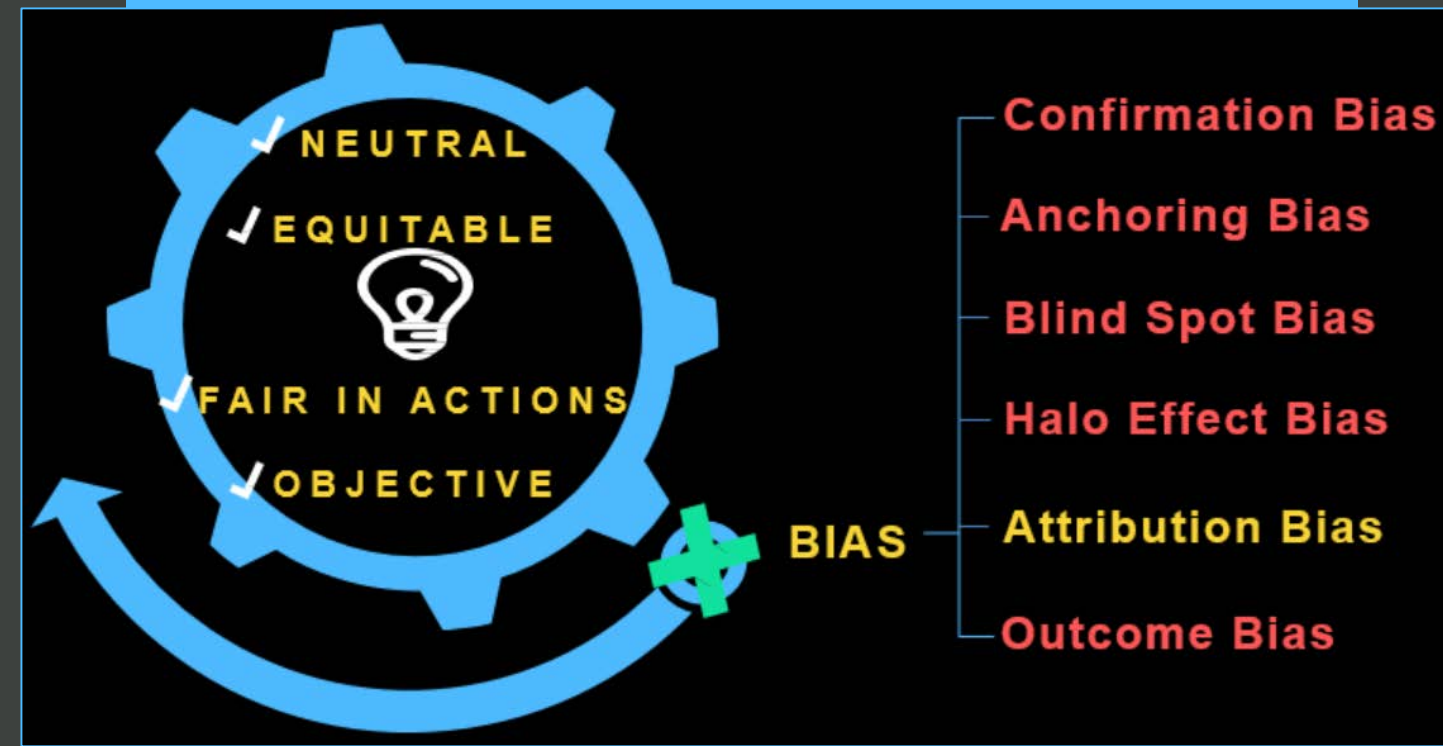 NEUTRAL
EQUITABLE
FAIR IN ACTIONS
OBJECTIVE
BIAS
Confirmation Bias
Anchoring Bias
Blind Spot Bias
Halo Effect Bias
Attribution Bias
Outcome Bias